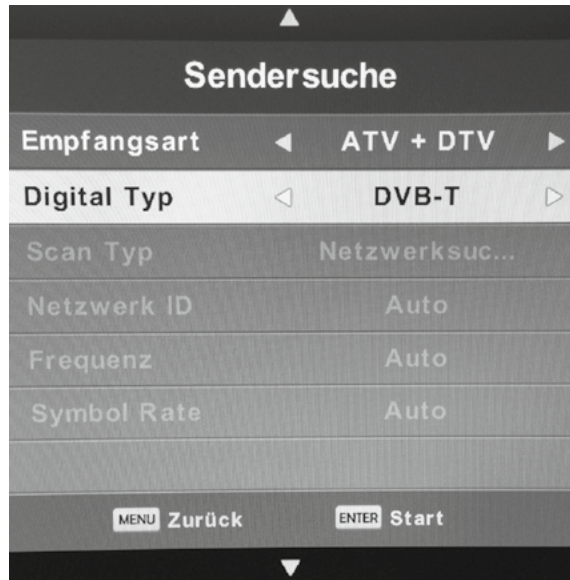 Sendersuche
Empfangsart ATV + DTV
Digital Typ DVB-T
Scan Typ Netzwerksuc...
Netzwerk ID Auto
Frequenz Auto
Symbol Rate Auto
MENU Zurück ENTER Start